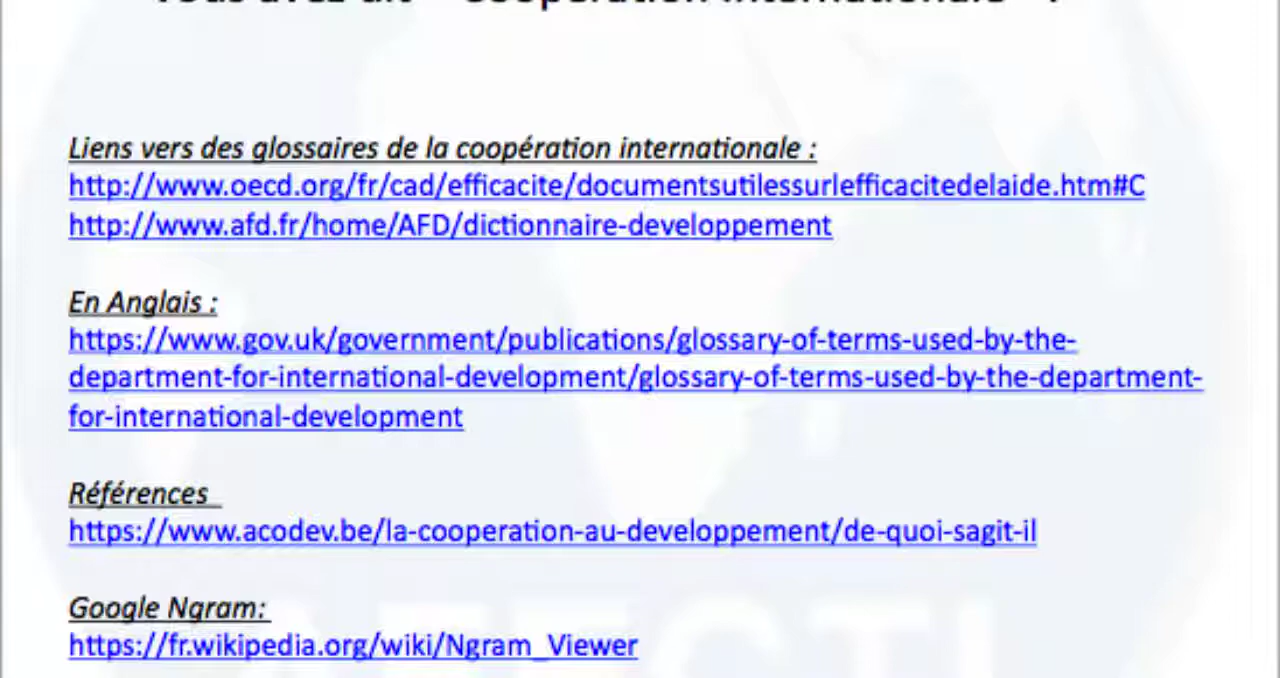 Liens vers des glossaires de la coopération internationale :
http://www.oecd.org/fr/cad/efficacite/documentsutilessurlefficacitedelaide.htm#C
http://www.afd.fr/home/AFD/dictionnaire-developpement
En Anglais :
https://www.gov.uk/government/publications/glossary-of-terms-used-by-the-
department-for-international-development/glossary-of-terms-used-by-the-department-
for-international-development
Références
https://www.acodev.be/la-cooperation-au-developpement/de-quoi-sagit-il
Google Ngram:
https://fr.wikipedia.org/wiki/Ngram_Viewer